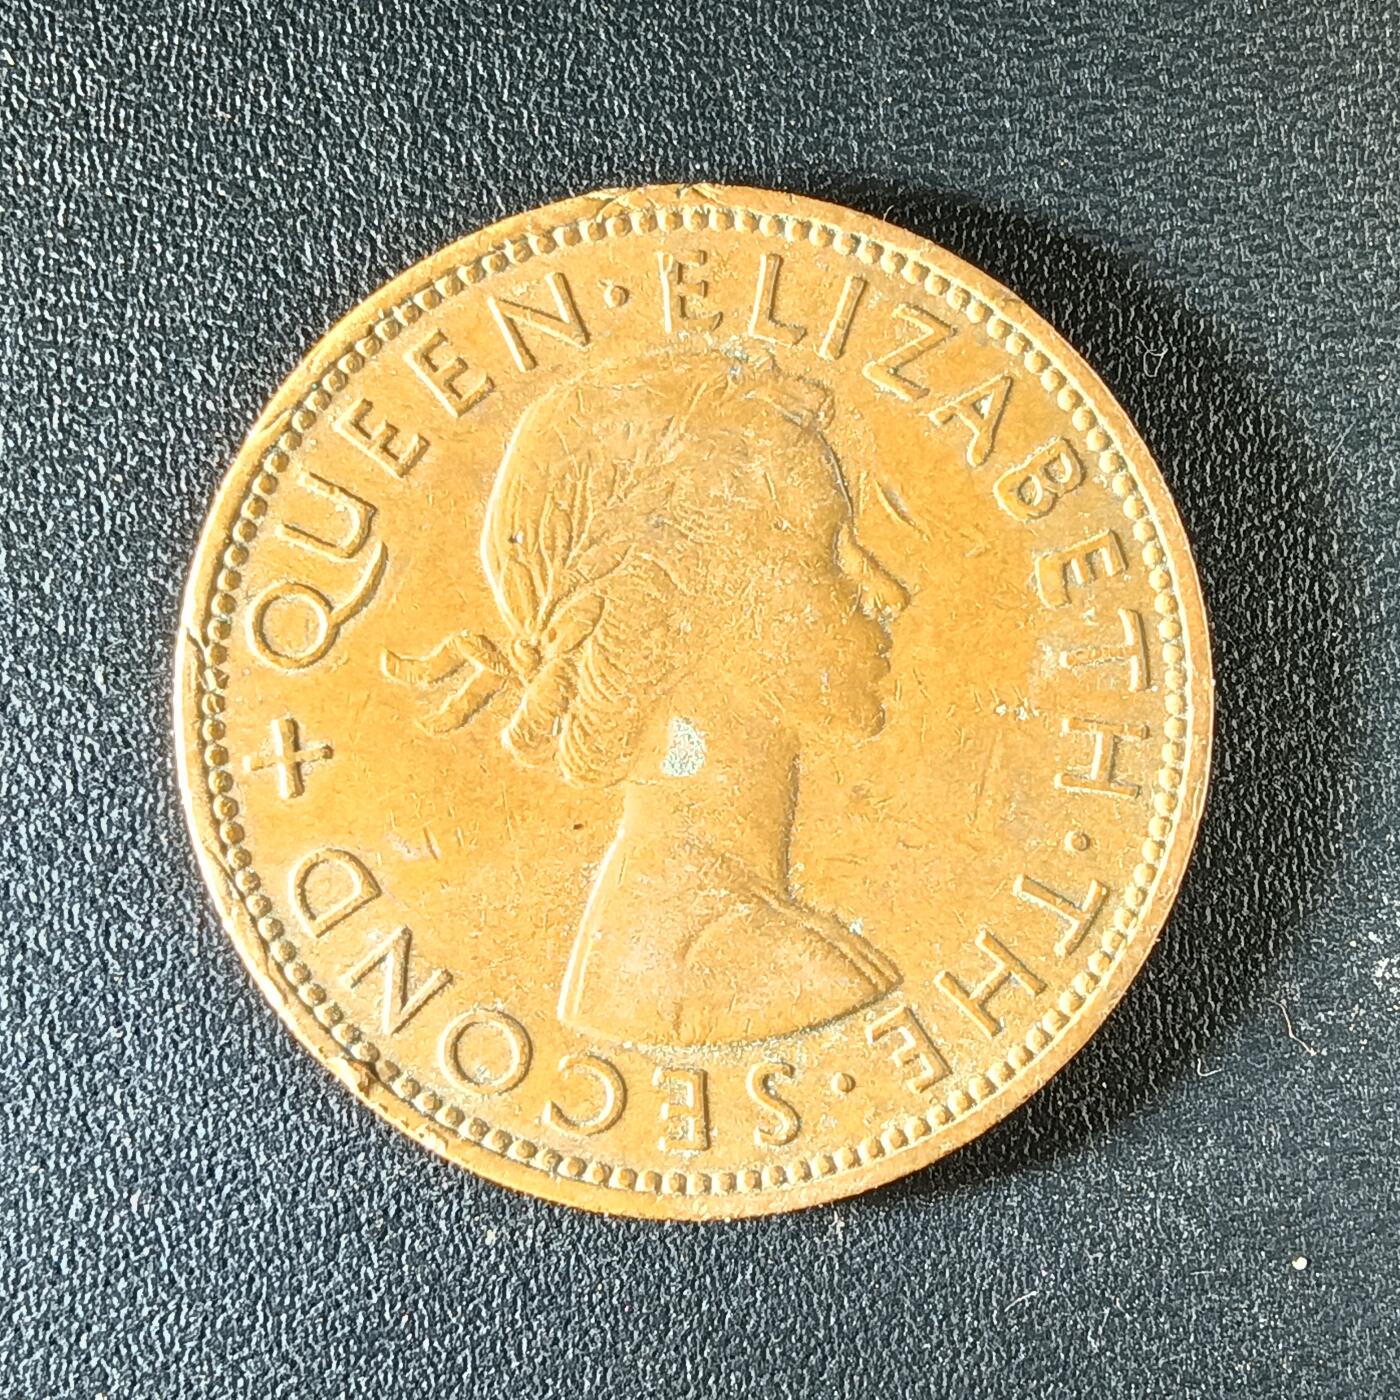 + QUEEN · ELIZABETH · THE · SECOND